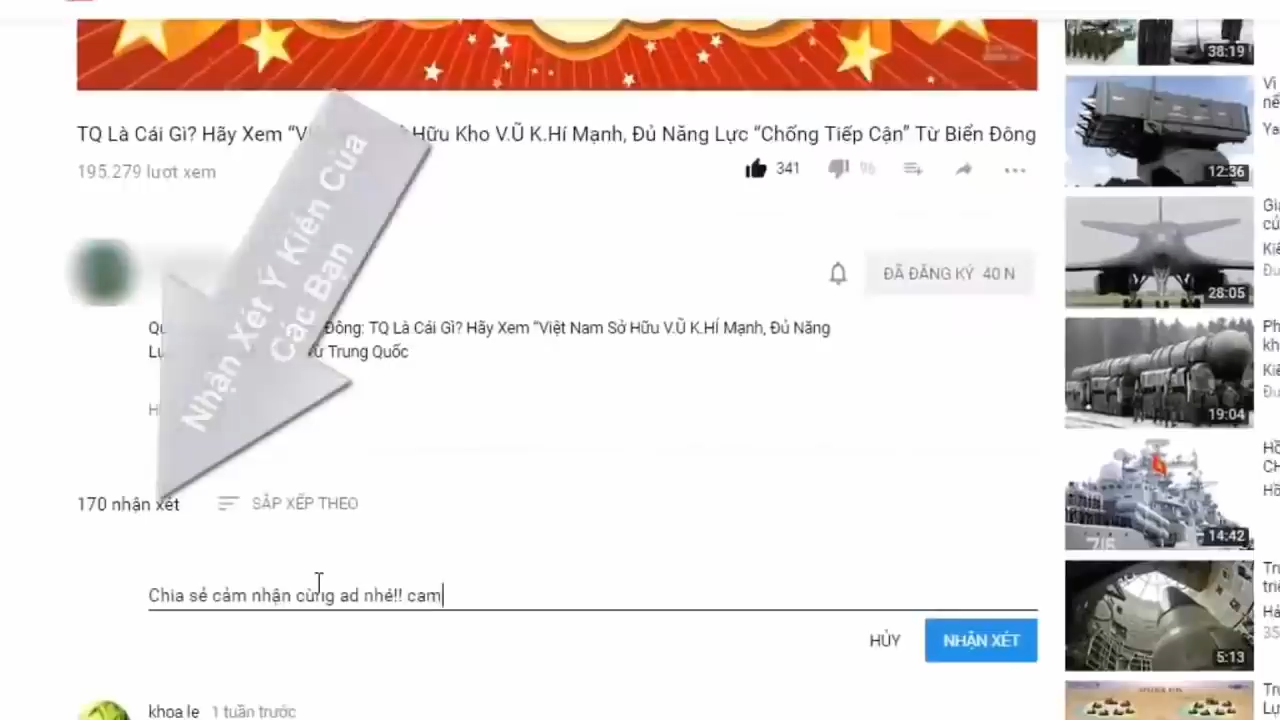 TQ Là Cái Gì? Hãy Xem “V Hữu Kho V.Ũ K.Hí Mạnh, Đủ Năng Lực “Chống Tiếp Cận” Từ Biển Đông
195.279 lượt xem
341
96
Nhận Xét Ý Kiến Của
Các Bạn
ĐÃ ĐĂNG KÝ 40 N
Đông: TQ Là Cái Gì? Hãy Xem “Việt Nam Sở Hữu V.Ũ K.HÍ Mạnh, Đủ Năng
Trung Quốc
170 nhận xét
SẮP XẾP THEO
Chia sẻ cảm nhận cùng ad nhé!! cam
HỦY
NHẬN XÉT
khoa le 1 tuần trước
38:19
12:36
28:05
19:04
14:42
5:13